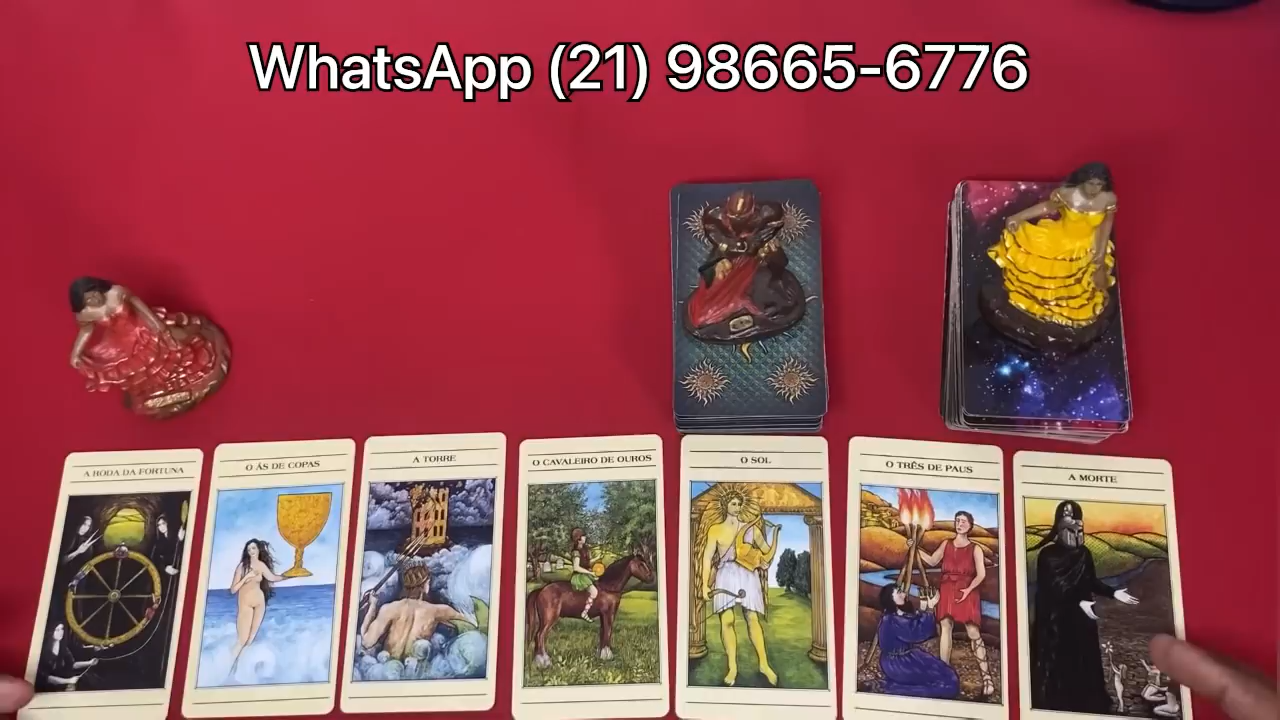 WhatsApp (21) 98665-6776
A RODA DA FORTUNA
O ÁS DE COPAS
A TORRE
O CAVALEIRO DE OUROS
O SOL
O TRÊS DE PAUS
A MORTE